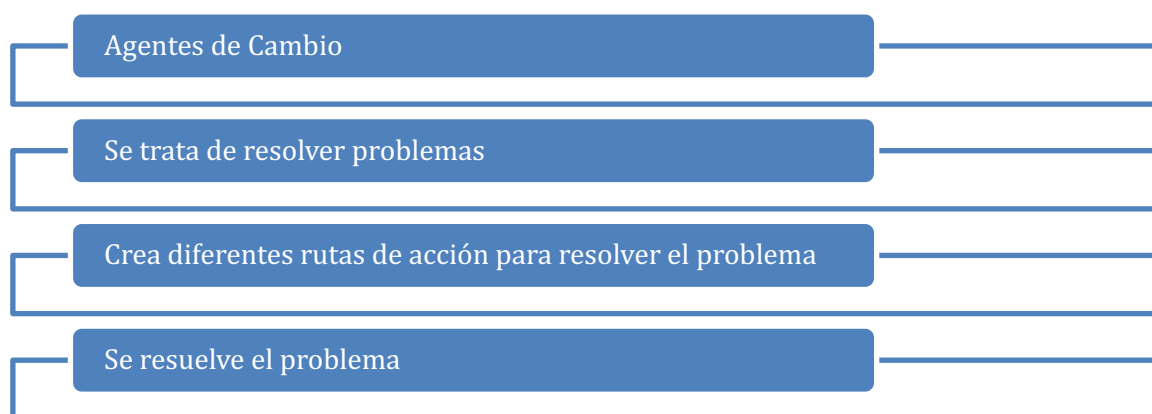 Agentes de Cambio
Se trata de resolver problemas
Crea diferentes rutas de acción para resolver el problema
Se resuelve el problema